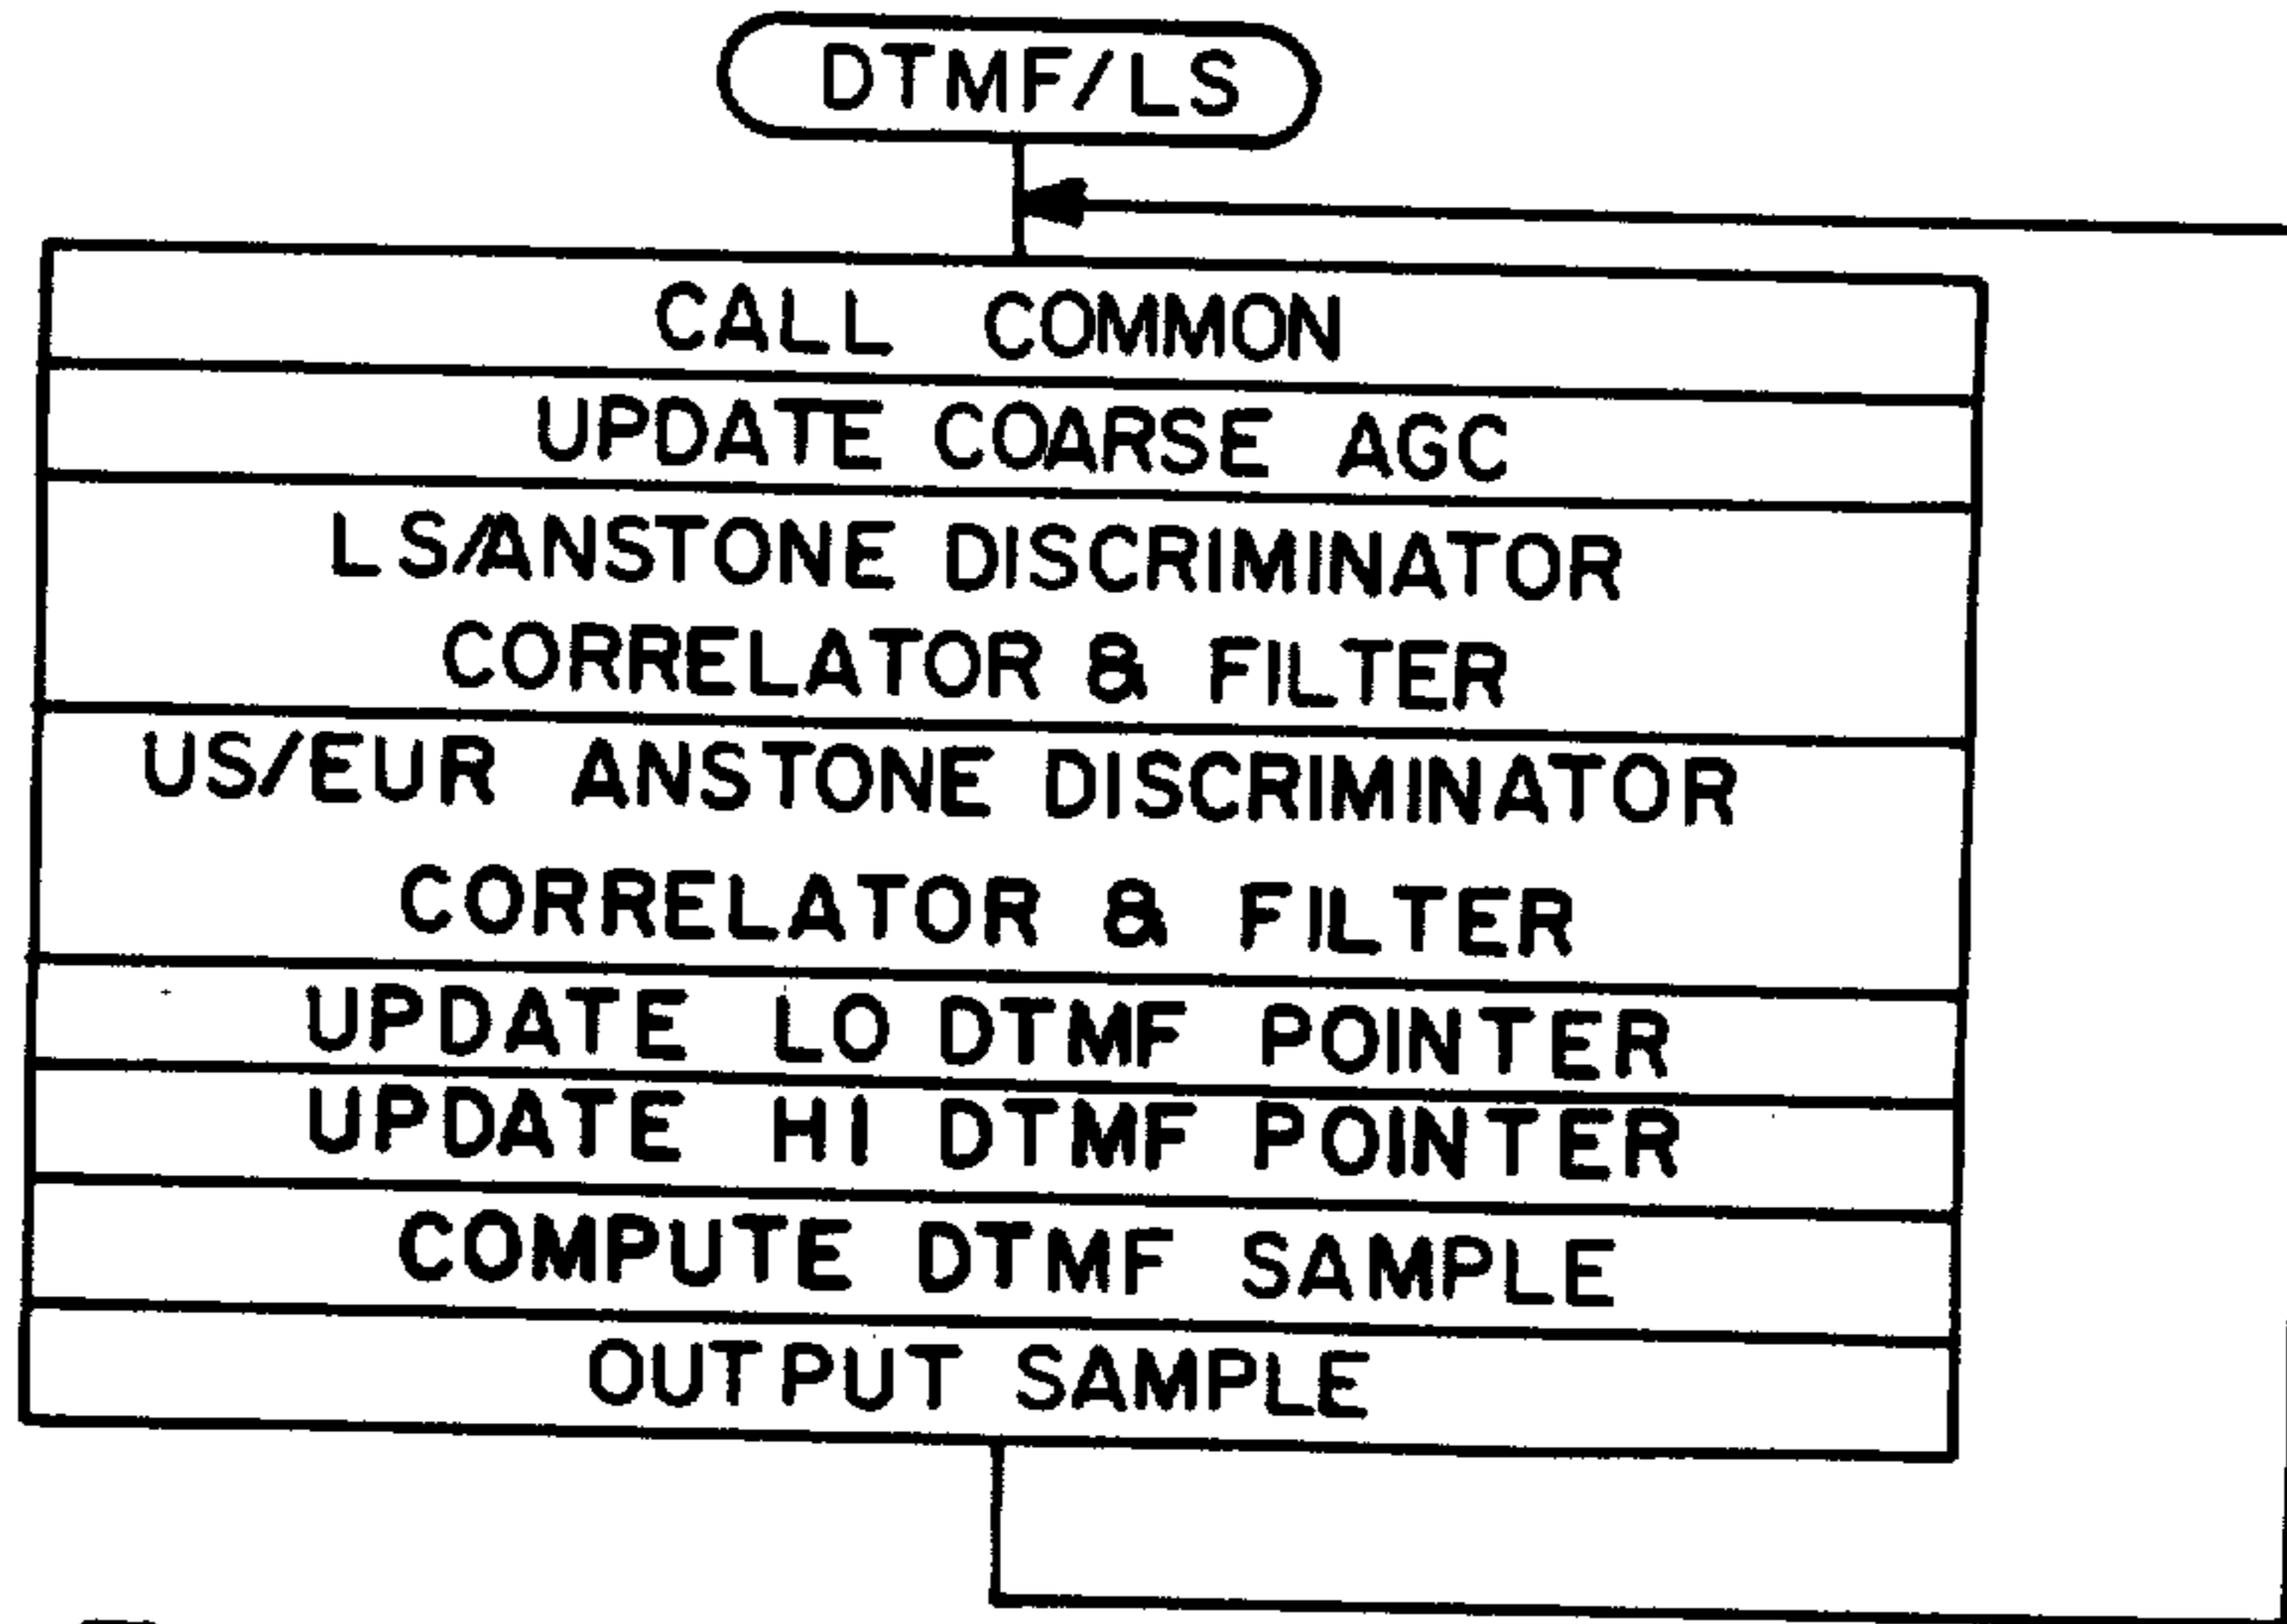 DTMF/LS
CALL COMMON
UPDATE COARSE AGC
LS/ANSTONE DISCRIMINATOR
CORRELATOR & FILTER
US/EUR ANSTONE DISCRIMINATOR
CORRELATOR & FILTER
UPDATE LO DTMF POINTER
UPDATE HI DTMF POINTER
COMPUTE DTMF SAMPLE
OUTPUT SAMPLE